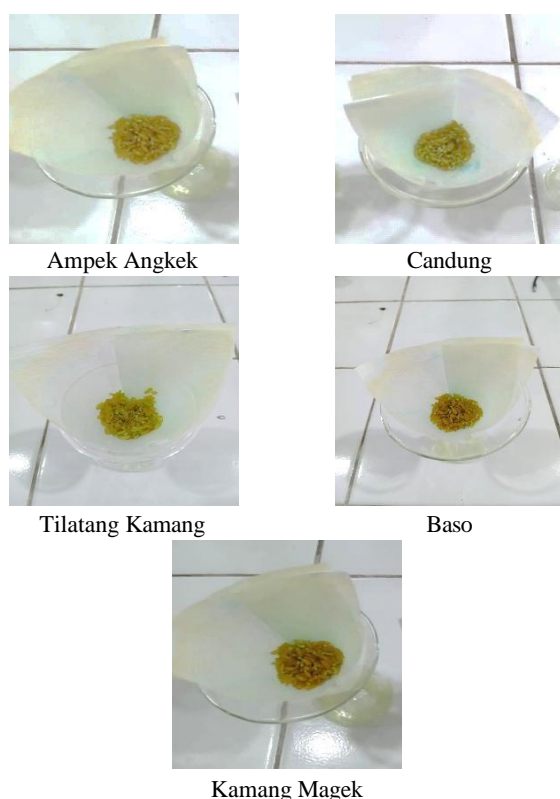 Ampek Angkek
Candung
Tilatang Kamang
Baso
Kamang Magek